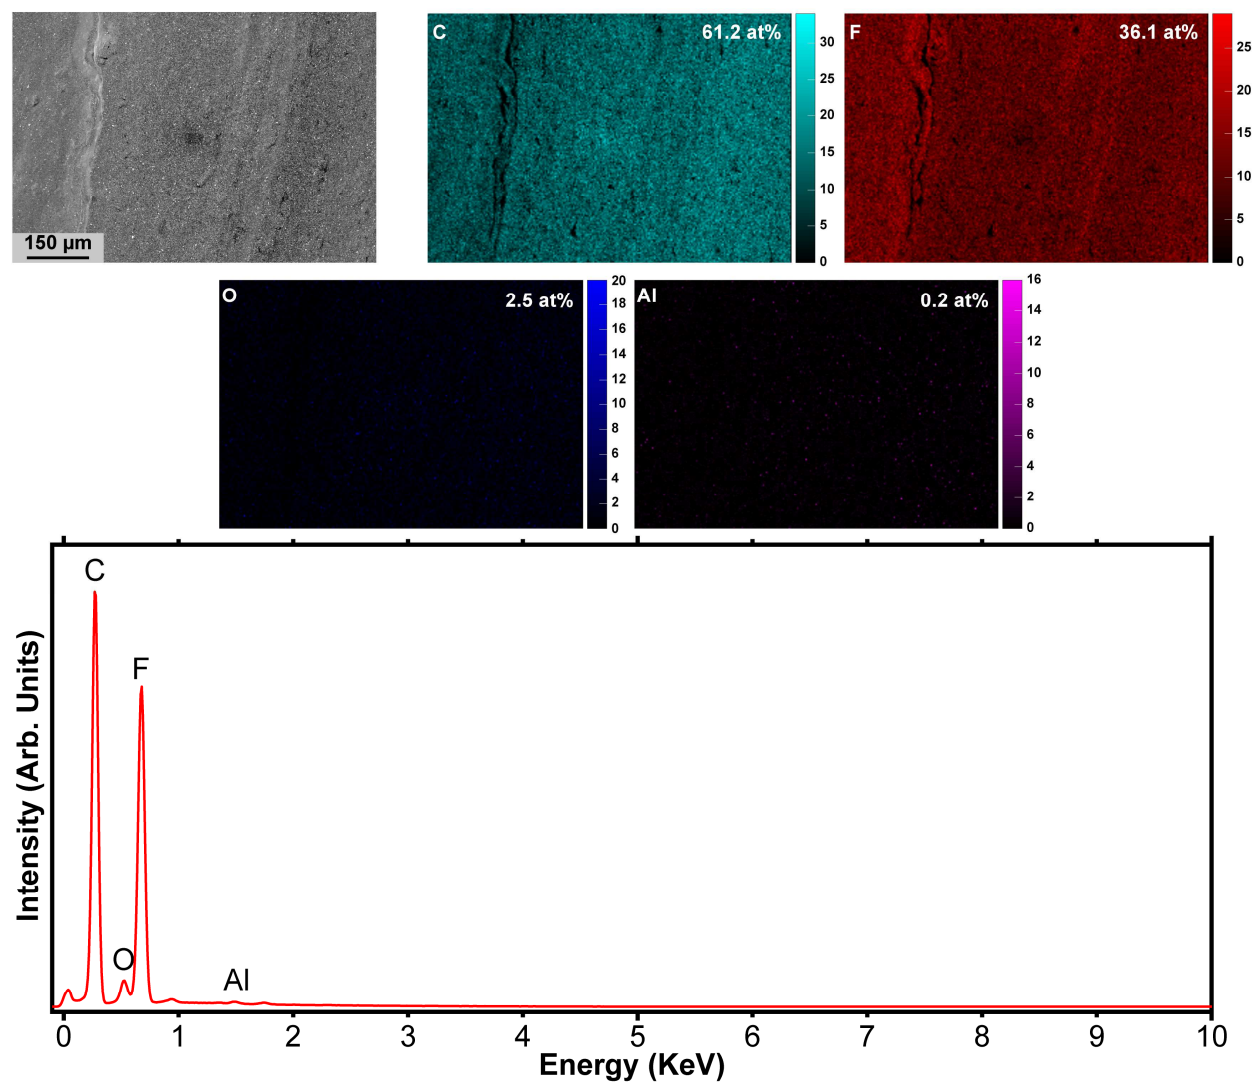 150 µm
C
61.2 at%
30
25
20
15
10
5
0
F
36.1 at%
25
20
15
10
5
0
O
2.5 at%
20
18
16
14
12
10
8
6
4
2
0
Al
0.2 at%
16
14
12
10
8
6
4
2
0
C
F
O
Al
Intensity (Arb. Units)
0 1 2 3 4 5 6 7 8 9 10
Energy (KeV)